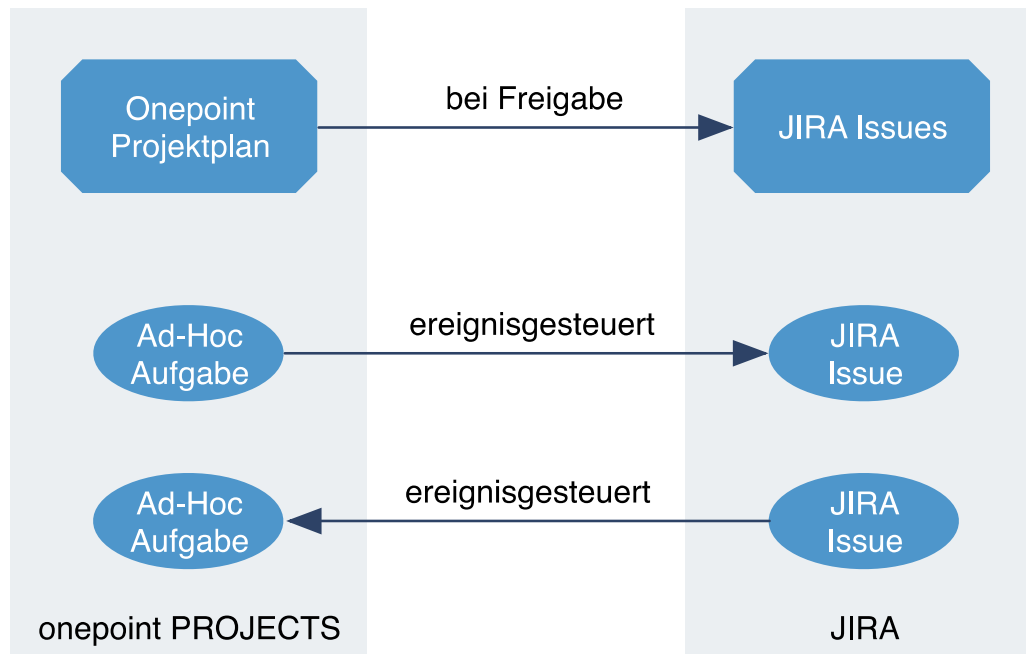 Onepoint
Projektplan
bei Freigabe
JIRA Issues
Ad-Hoc
Aufgabe
ereignisgesteuert
JIRA
Issue
Ad-Hoc
Aufgabe
ereignisgesteuert
JIRA
Issue
onepoint PROJECTS
JIRA